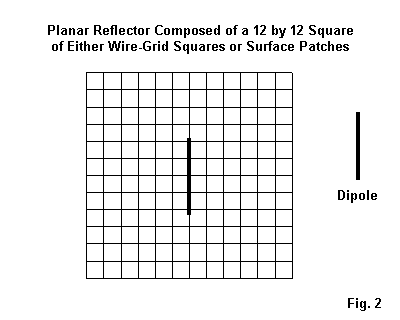 Planar Reflector Composed of a 12 by 12 Square
of Either Wire-Grid Squares or Surface Patches
Dipole
Fig. 2